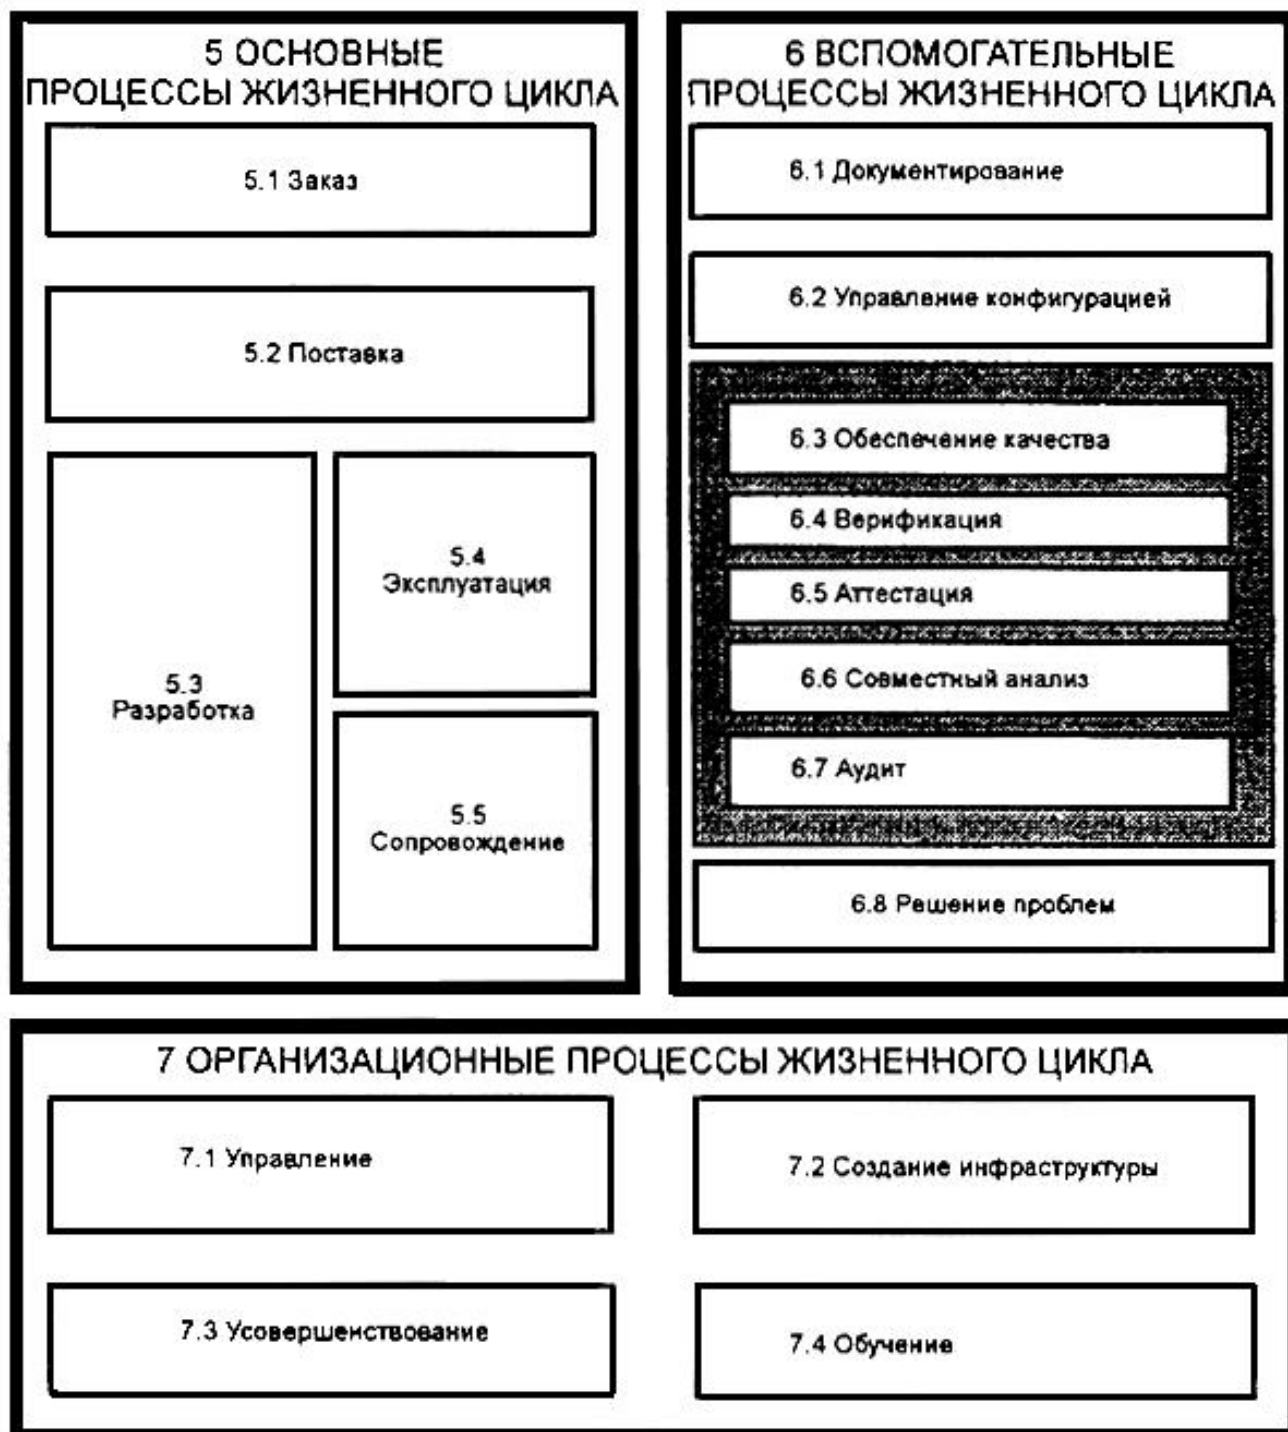 5 ОСНОВНЫЕ
ПРОЦЕССЫ ЖИЗНЕННОГО ЦИКЛА
5.1 Заказ
5.2 Поставка
5.3
Разработка
5.4
Эксплуатация
5.5
Сопровождение
6 ВСПОМОГАТЕЛЬНЫЕ
ПРОЦЕССЫ ЖИЗНЕННОГО ЦИКЛА
6.1 Документирование
6.2 Управление конфигурацией
6.3 Обеспечение качества
6.4 Верификация
6.5 Аттестация
6.6 Совместный анализ
6.7 Аудит
6.8 Решение проблем
7 ОРГАНИЗАЦИОННЫЕ ПРОЦЕССЫ ЖИЗНЕННОГО ЦИКЛА
7.1 Управление
7.2 Создание инфраструктуры
7.3 Усовершенствование
7.4 Обучение